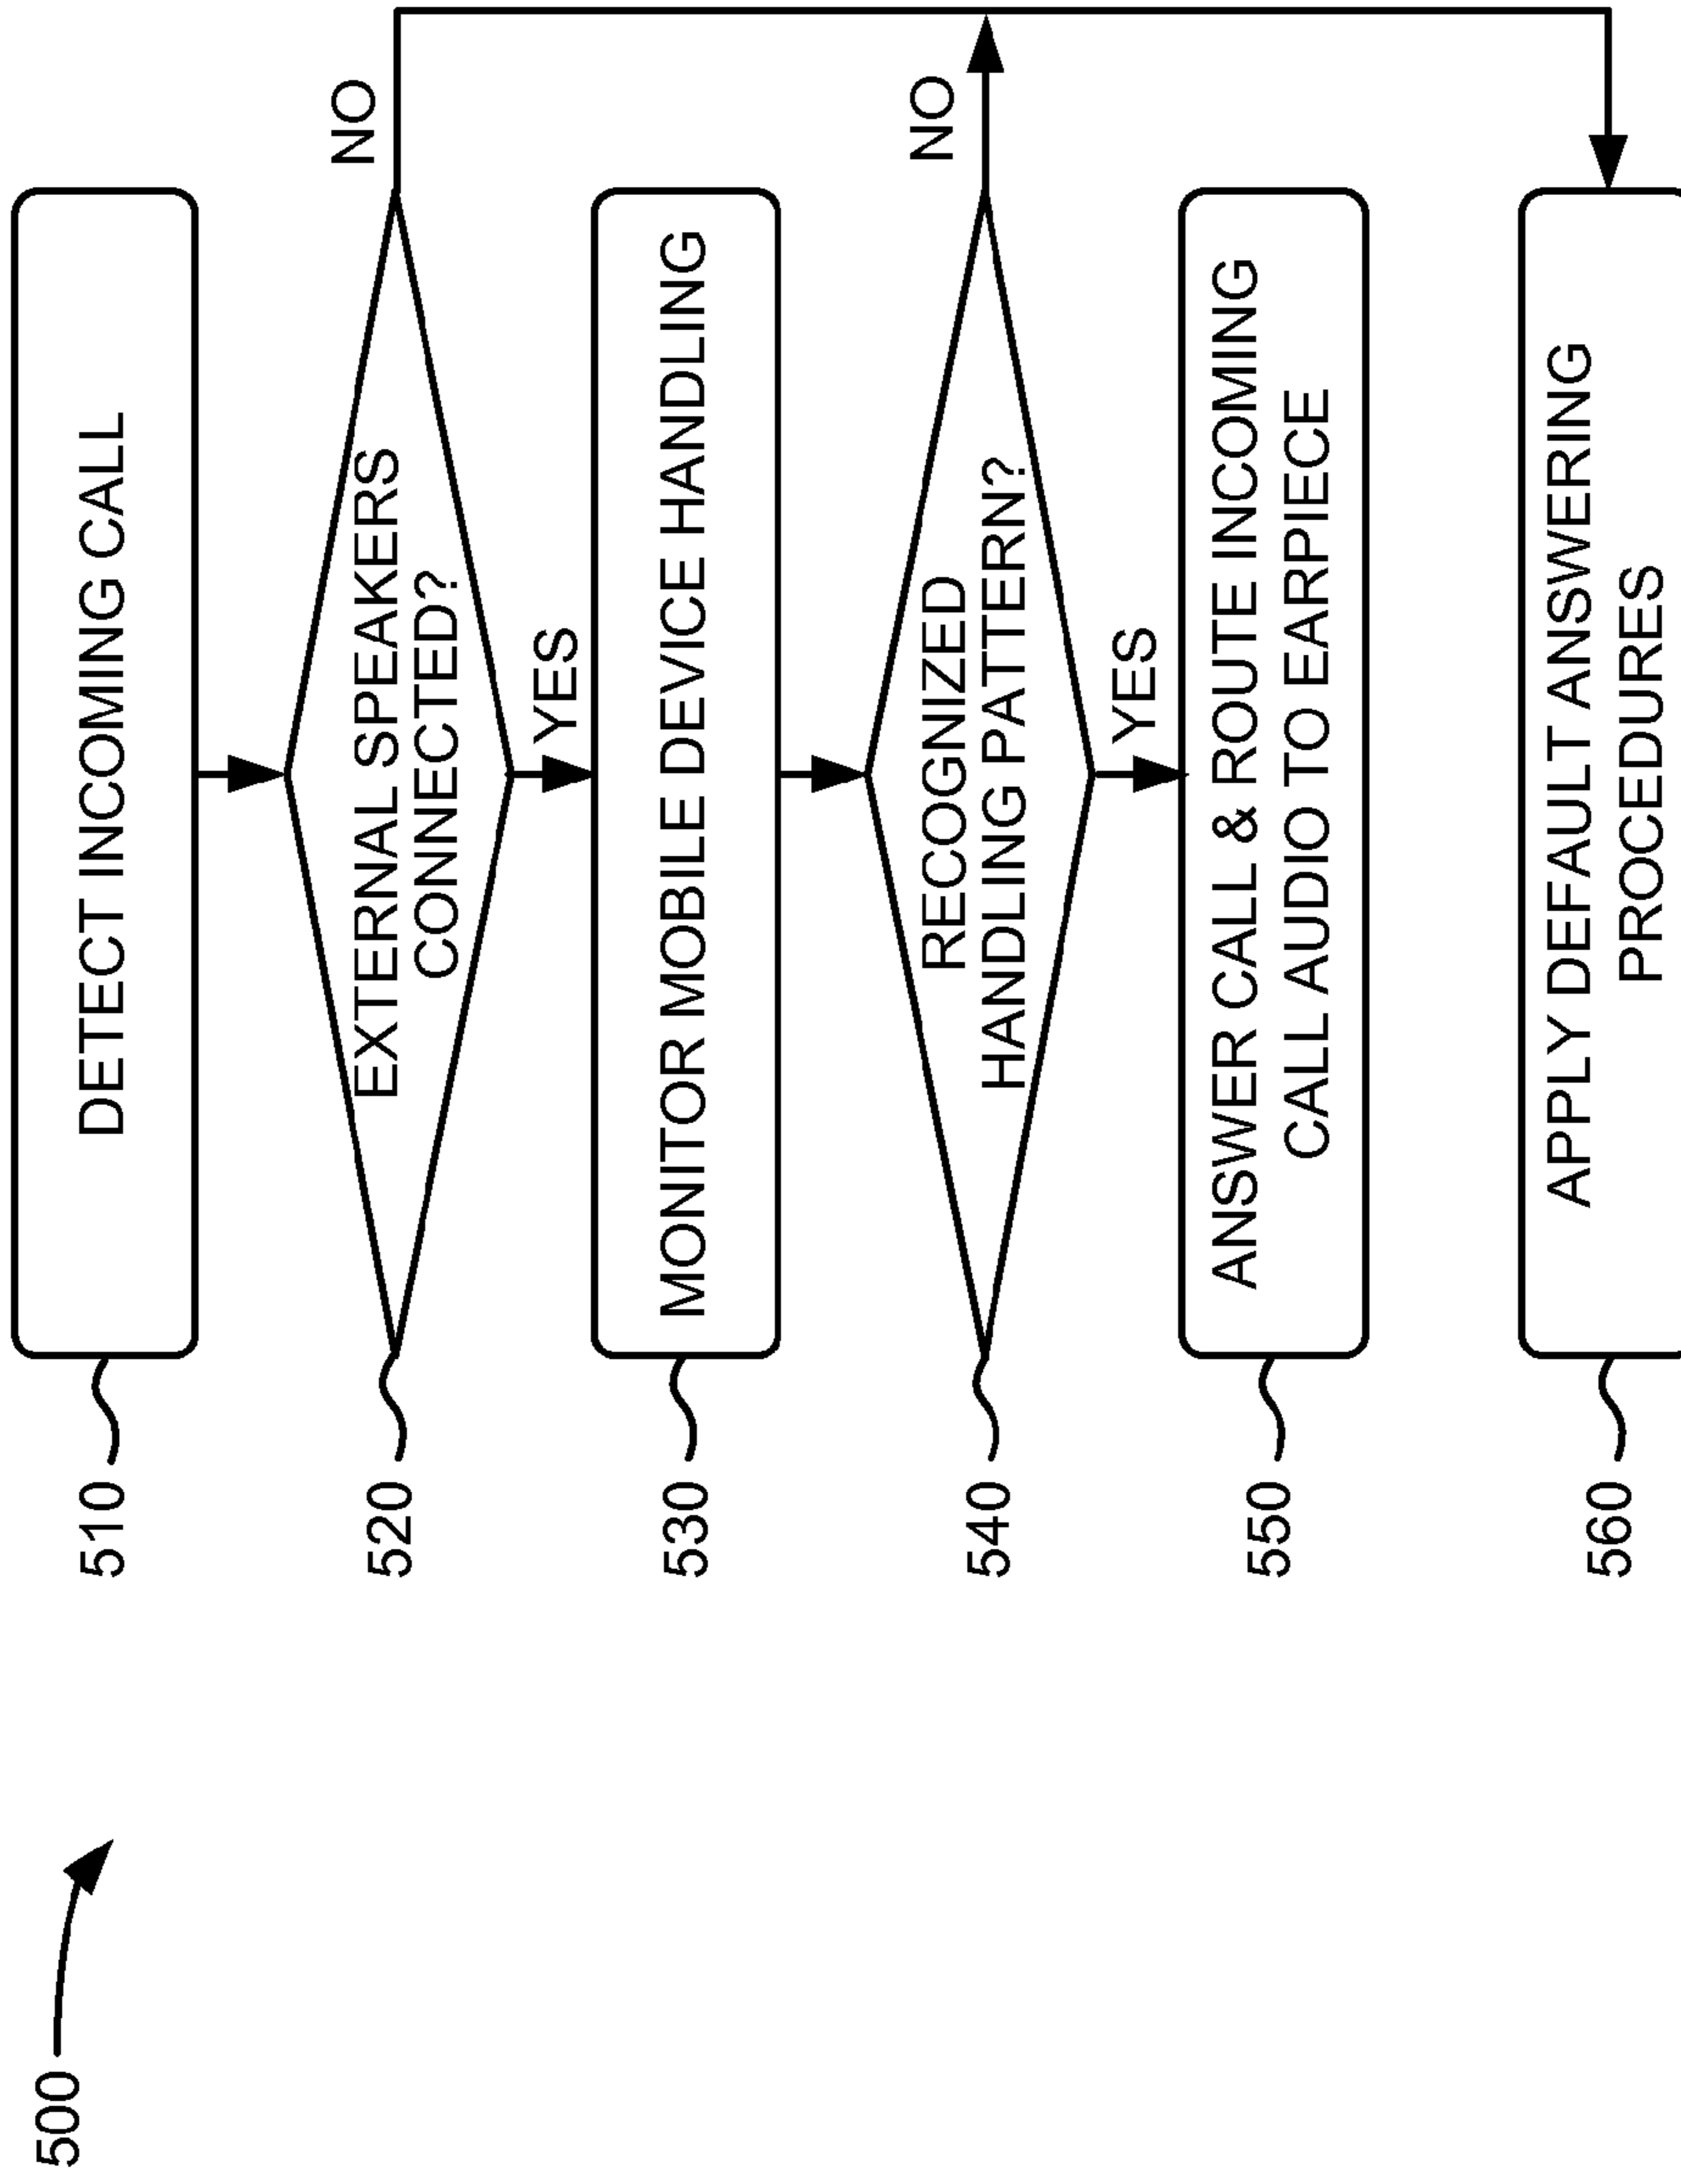 500
510
DETECT INCOMING CALL
520
EXTERNAL SPEAKERS
CONNECTED?
NO
YES
530
MONITOR MOBILE DEVICE HANDLING
540
RECOGNIZED
HANDLING PATTERN?
NO
YES
550
ANSWER CALL & ROUTE INCOMING
CALL AUDIO TO EARPIECE
560
APPLY DEFAULT ANSWERING
PROCEDURES